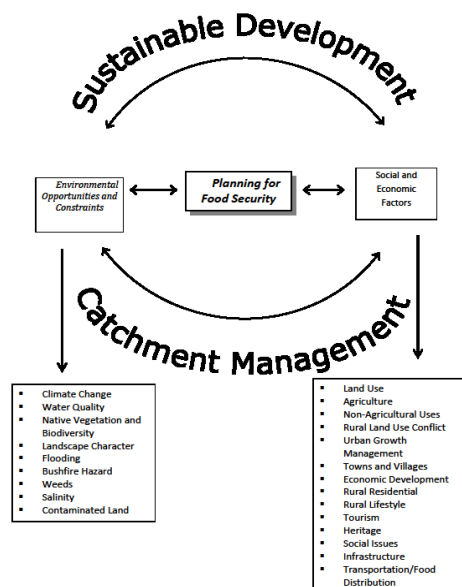 Sustainable Development
Environmental
Opportunities and
Constraints
Planning for
Food Security
Social and
Economic
Factors
Catchment Management
▪ Climate Change
▪ Water Quality
▪ Native Vegetation and
Biodiversity
▪ Landscape Character
▪ Flooding
▪ Bushfire Hazard
▪ Weeds
▪ Salinity
▪ Contaminated Land
▪ Land Use
▪ Agriculture
▪ Non-Agricultural Uses
▪ Rural Land Use Conflict
▪ Urban Growth
Management
▪ Towns and Villages
▪ Economic Development
▪ Rural Residential
▪ Rural Lifestyle
▪ Tourism
▪ Heritage
▪ Social Issues
▪ Infrastructure
▪ Transportation/Food
Distribution